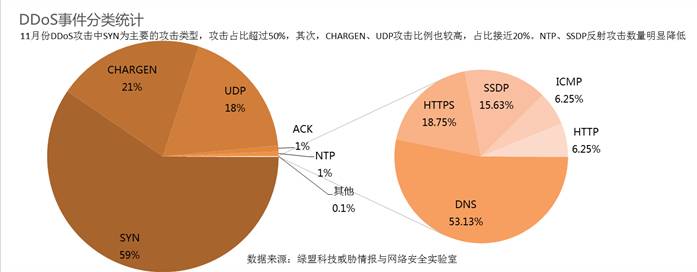 DDoS事件分类统计
11月份DDoS攻击中SYN为主要的攻击类型，攻击占比超过50%，其次，CHARGEN、UDP攻击比例也较高，占比接近20%。NTP、SSDP反射攻击数量明显降低
CHARGEN
21%
UDP
18%
ACK
1%
NTP
1%
其他
0.1%
SYN
59%
HTTPS
18.75%
SSDP
15.63%
ICMP
6.25%
HTTP
6.25%
DNS
53.13%
数据来源：绿盟科技威胁情报与网络安全实验室